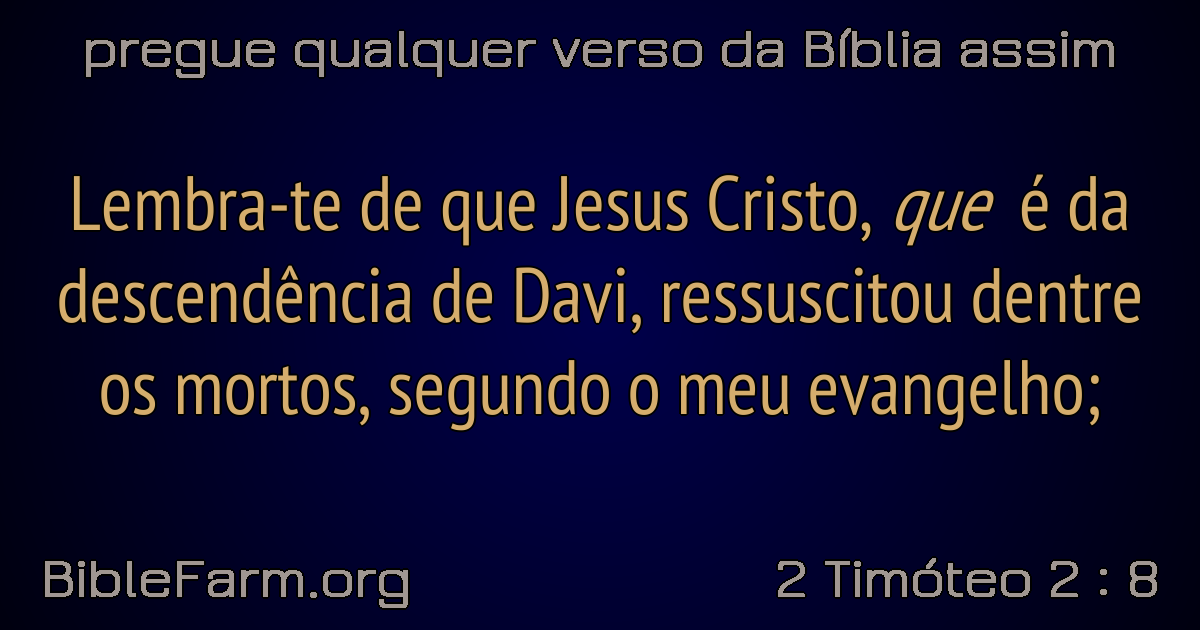 pregue qualquer verso da Bíblia assim
Lembra-te de que Jesus Cristo, que é da
descendência de Davi, ressuscitou dentre
os mortos, segundo o meu evangelho;
BibleFarm.org
2 Timóteo 2 : 8